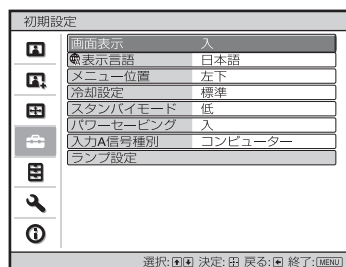 初期設定
画面表示 入
表示言語 日本語
メニュー位置 左下
冷却設定 標準
スタンバイモード 低
パワーセービング 入
入力A信号種別 コンピューター
ランプ設定
選択: 決定: 戻る: 終了:MENU